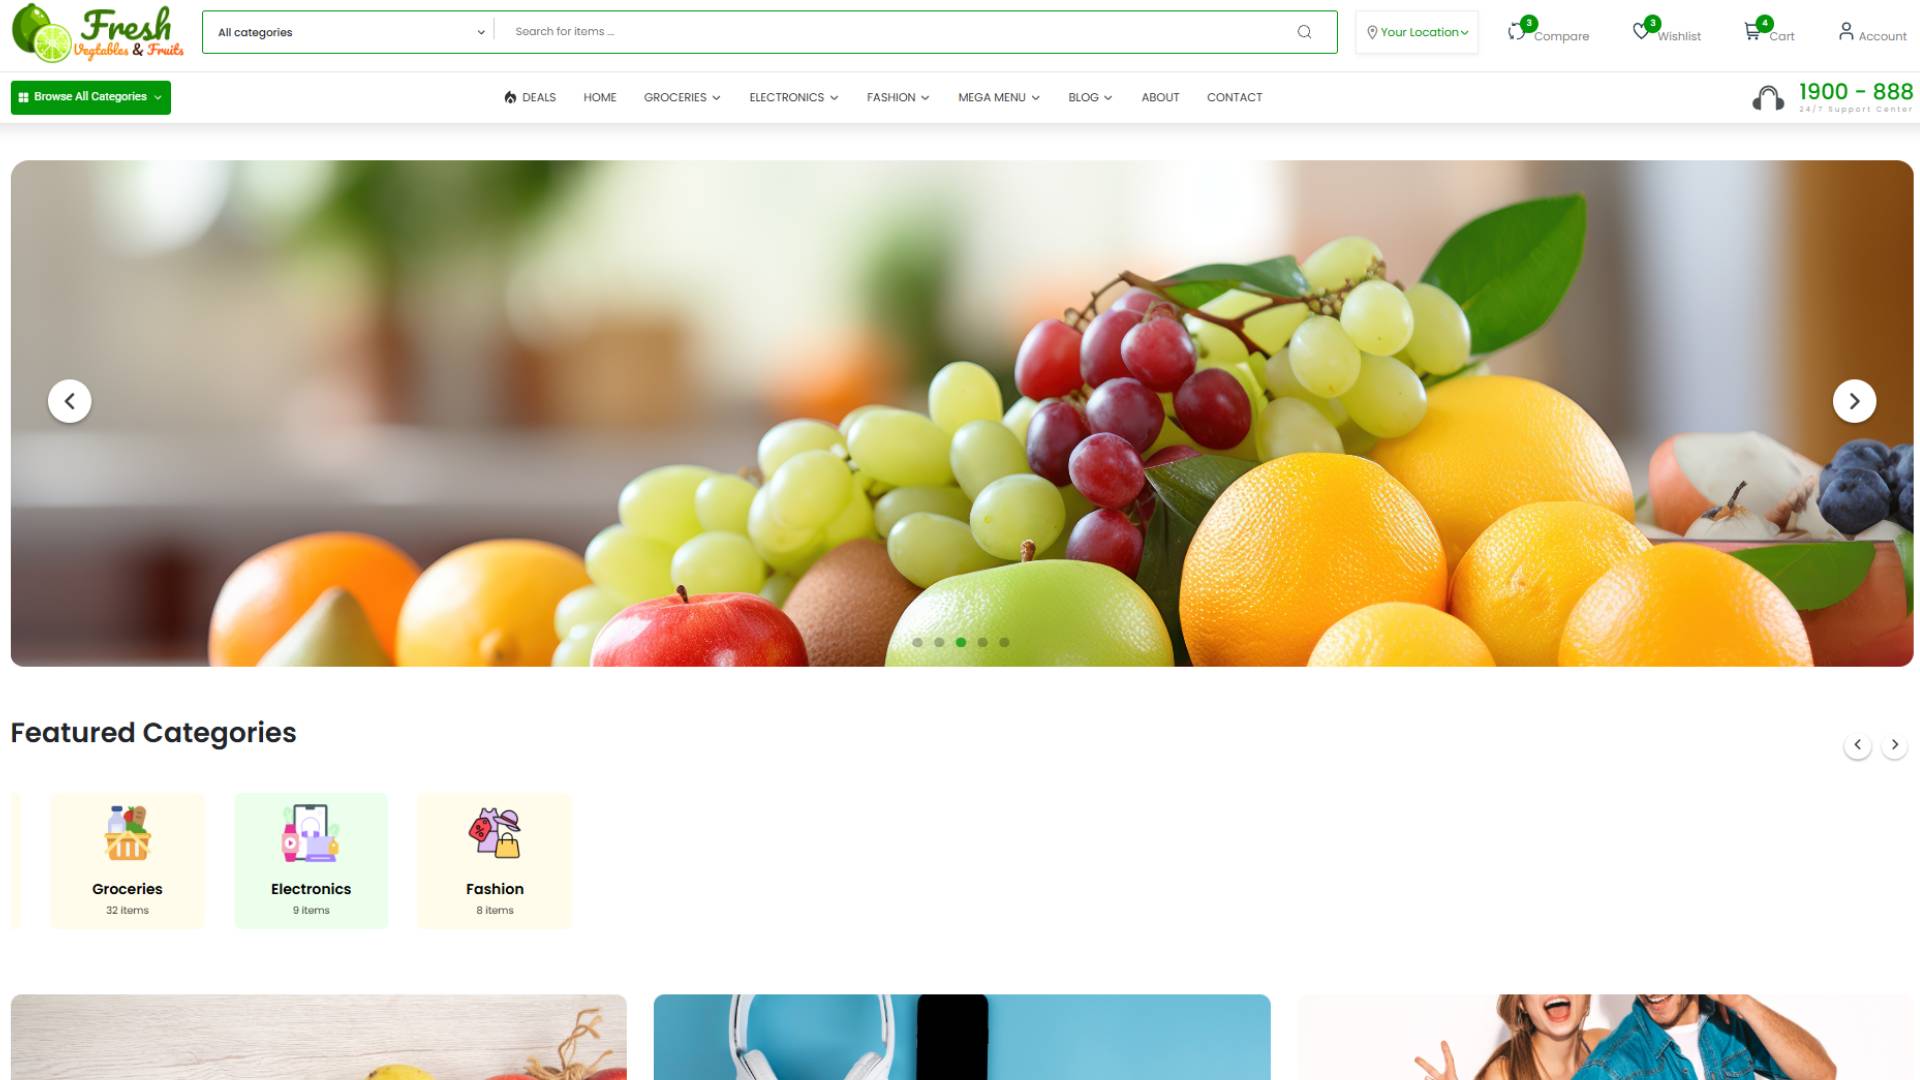 Fresh
Vegtables & Fruits
All categories
Search for items ...
Your Location
3
Compare
3
Wishlist
4
Cart
Account
Browse All Categories
DEALS
HOME
GROCERIES
ELECTRONICS
FASHION
MEGA MENU
BLOG
ABOUT
CONTACT
1900 - 888
24/7 Support Center
Featured Categories
Groceries
32 items
Electronics
9 items
Fashion
8 items